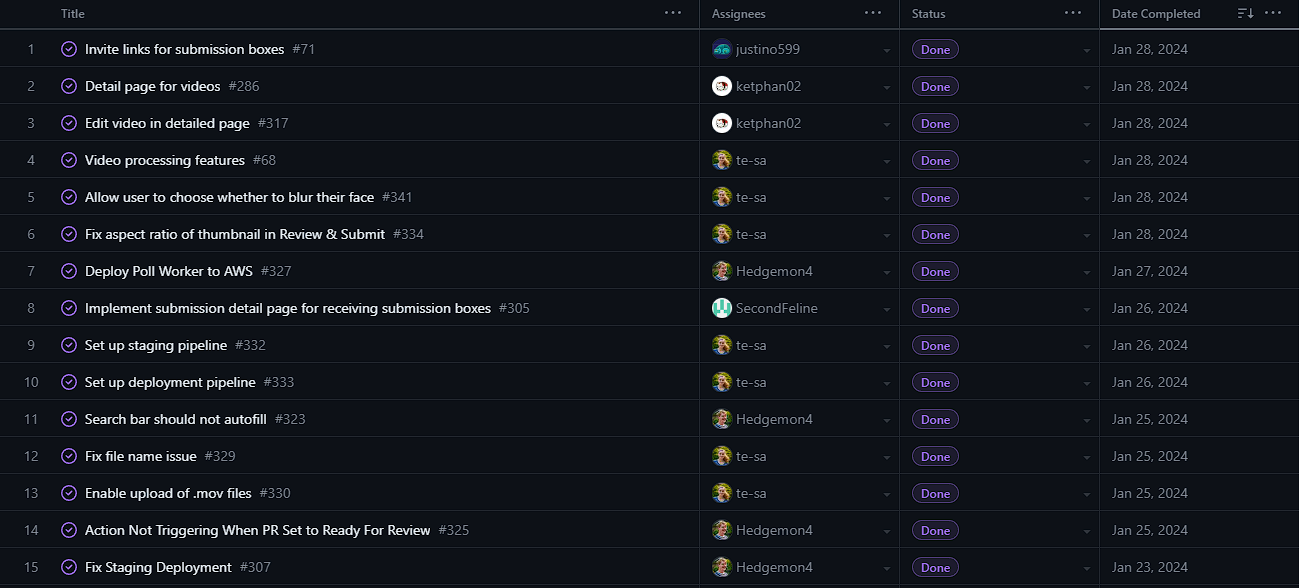 Title ... Assignees ... Status ... Date Completed ...
1 Invite links for submission boxes #71 justino599 Done Jan 28, 2024
2 Detail page for videos #286 ketphan02 Done Jan 28, 2024
3 Edit video in detailed page #317 ketphan02 Done Jan 28, 2024
4 Video processing features #68 te-sa Done Jan 28, 2024
5 Allow user to choose whether to blur their face #341 te-sa Done Jan 28, 2024
6 Fix aspect ratio of thumbnail in Review & Submit #334 te-sa Done Jan 28, 2024
7 Deploy Poll Worker to AWS #327 Hedgemon4 Done Jan 27, 2024
8 Implement submission detail page for receiving submission boxes #305 SecondFeline Done Jan 26, 2024
9 Set up staging pipeline #332 te-sa Done Jan 26, 2024
10 Set up deployment pipeline #333 te-sa Done Jan 26, 2024
11 Search bar should not autofill #323 Hedgemon4 Done Jan 25, 2024
12 Fix file name issue #329 te-sa Done Jan 25, 2024
13 Enable upload of .mov files #330 te-sa Done Jan 25, 2024
14 Action Not Triggering When PR Set to Ready For Review #325 Hedgemon4 Done Jan 25, 2024
15 Fix Staging Deployment #307 Hedgemon4 Done Jan 23, 2024